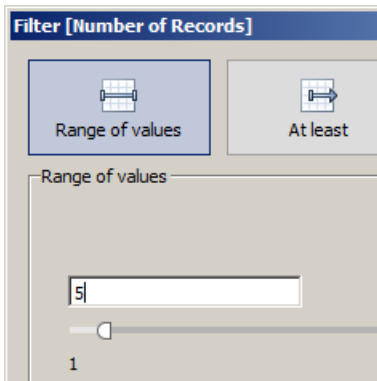 Filter [Number of Records]
Range of values
At least
Range of values
5
1